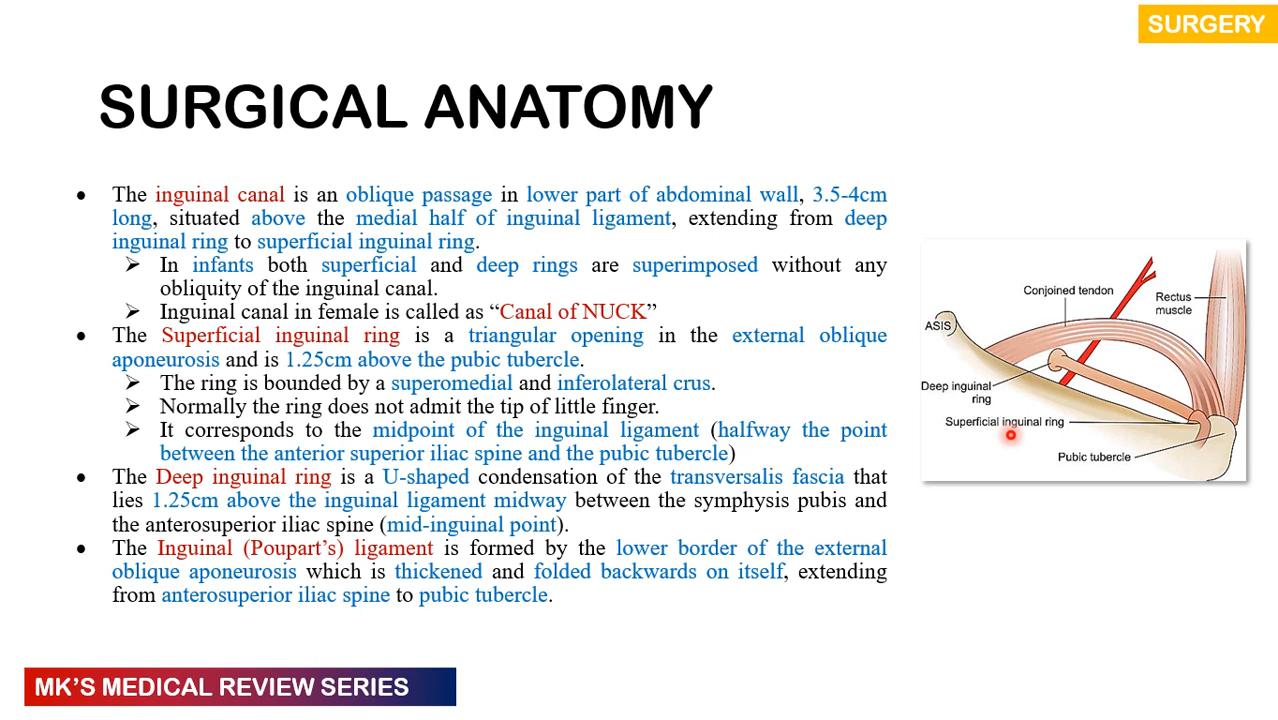 SURGERY
SURGICAL ANATOMY
• The inguinal canal is an oblique passage in lower part of abdominal wall, 3.5-4cm
long, situated above the medial half of inguinal ligament, extending from deep
inguinal ring to superficial inguinal ring.
➢ In infants both superficial and deep rings are superimposed without any
obliquity of the inguinal canal.
➢ Inguinal canal in female is called as “Canal of NUCK”
• The Superficial inguinal ring is a triangular opening in the external oblique
aponeurosis and is 1.25cm above the pubic tubercle.
➢ The ring is bounded by a superomedial and inferolateral crus.
➢ Normally the ring does not admit the tip of little finger.
➢ It corresponds to the midpoint of the inguinal ligament (halfway the point
between the anterior superior iliac spine and the pubic tubercle)
• The Deep inguinal ring is a U-shaped condensation of the transversalis fascia that
lies 1.25cm above the inguinal ligament midway between the symphysis pubis and
the anterosuperior iliac spine (mid-inguinal point).
• The Inguinal (Poupart’s) ligament is formed by the lower border of the external
oblique aponeurosis which is thickened and folded backwards on itself, extending
from anterosuperior iliac spine to pubic tubercle.
Conjoined tendon
Rectus
muscle
ASIS
Deep inguinal
ring
Superficial inguinal ring
Pubic tubercle
MK’S MEDICAL REVIEW SERIES